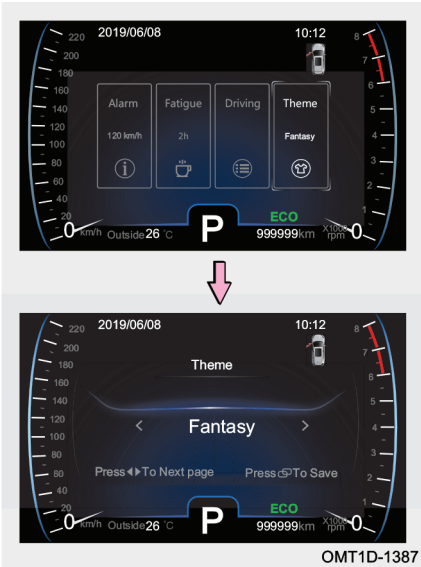 2019/06/08 10:12
220 8
200 7
180
160 6
Alarm Fatigue Driving Theme
140 5
120 4
120 km/h 2h Fantasy
100
80 3
60 2
40
20 1
ECO
0 km/h Outside 26 °C P 999999km X1000 rpm 0
2019/06/08 10:12
220 8
200 7
Theme
180
160 6
140 5
120 4
< Fantasy >
100
80 3
60 2
Press ◀▶ To Next page Press To Save
40
20 1
ECO
0 km/h Outside 26 °C P 999999km X1000 rpm 0
OMT1D-1387